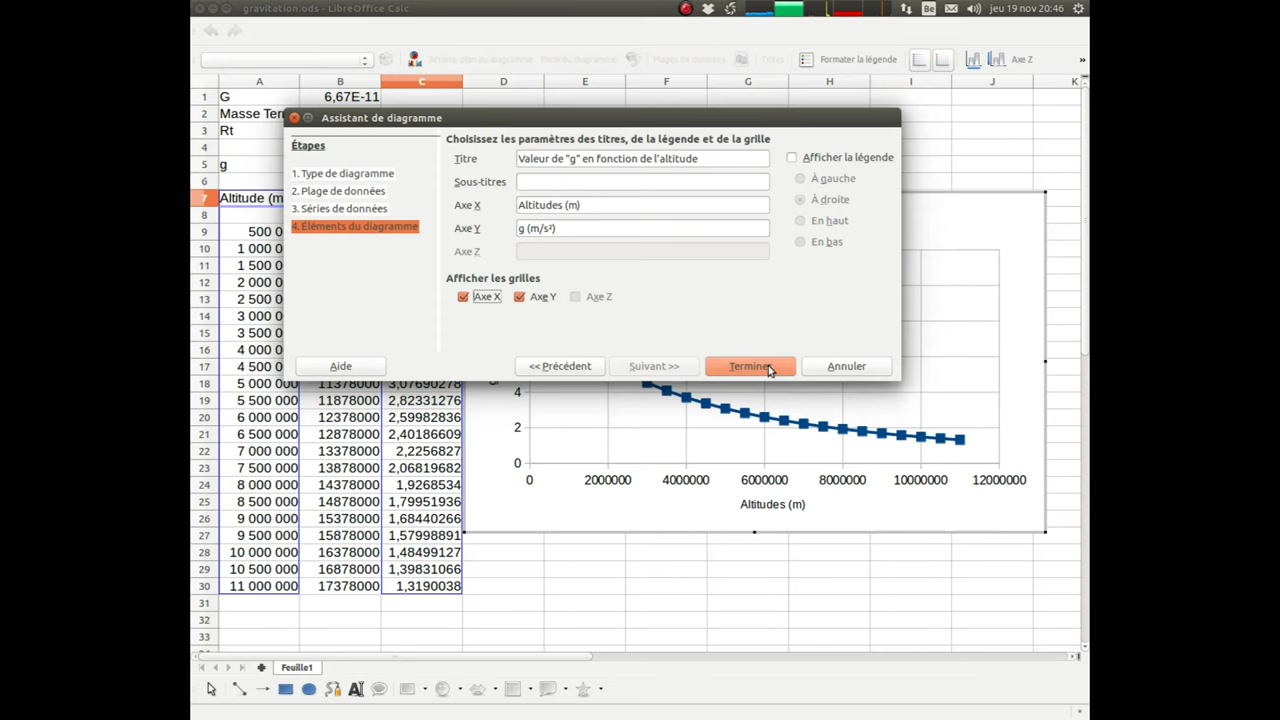 gravitation.ods - LibreOffice Calc
Be jeu 19 nov 20:46
Formater la légende Axe Z »
A B C D E F G H I J K
1 G 6,67E-11
2 Masse Terr
3 Rt
4
5 g
6
7 Altitude (m
8
9 500 0
10 1 000 0
11 1 500 0
12 2 000 0
13 2 500 0
14 3 000 0
15 3 500 0
16 4 000 0
17 4 500 0
18 5 000 000 11378000 3,07690278
19 5 500 000 11878000 2,82331276
20 6 000 000 12378000 2,59982836
21 6 500 000 12878000 2,40186609
22 7 000 000 13378000 2,2256827
23 7 500 000 13878000 2,06819682
24 8 000 000 14378000 1,9268534
25 8 500 000 14878000 1,79951936
26 9 000 000 15378000 1,68440266
27 9 500 000 15878000 1,57998891
28 10 000 000 16378000 1,48499127
29 10 500 000 16878000 1,39831066
30 11 000 000 17378000 1,3190038
31
32
33
Assistant de diagramme
Étapes
1. Type de diagramme
2. Plage de données
3. Séries de données
4. Éléments du diagramme
Choisissez les paramètres des titres, de la légende et de la grille
Titre Valeur de "g" en fonction de l'altitude
Sous-titres
Axe X Altitudes (m)
Axe Y g (m/s²)
Axe Z
Afficher la légende
À gauche
À droite
En haut
En bas
Afficher les grilles
Axe X Axe Y Axe Z
Aide << Précédent Suivant >> Terminer Annuler
4
2
0
0 2000000 4000000 6000000 8000000 10000000 12000000
Altitudes (m)
Feuille1